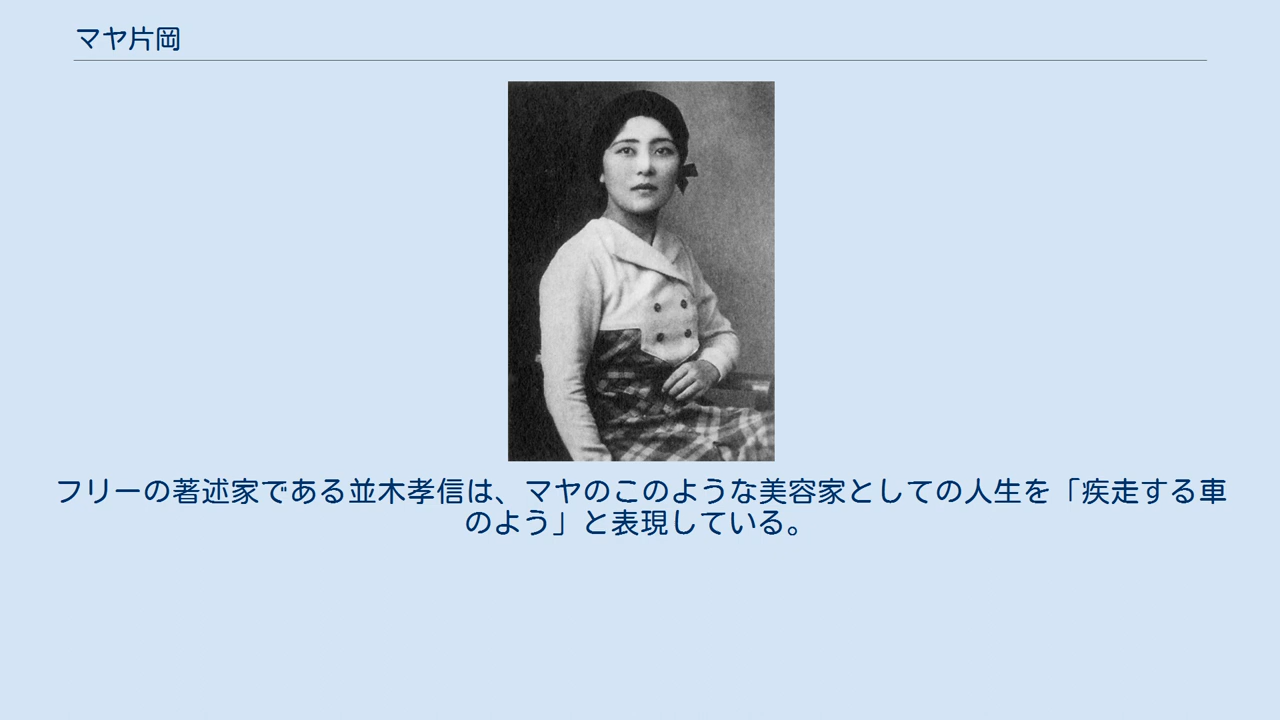 マヤ片岡
フリーの著述家である並木孝信は、マヤのこのような美容家としての人生を「疾走する車
のよう」と表現している。